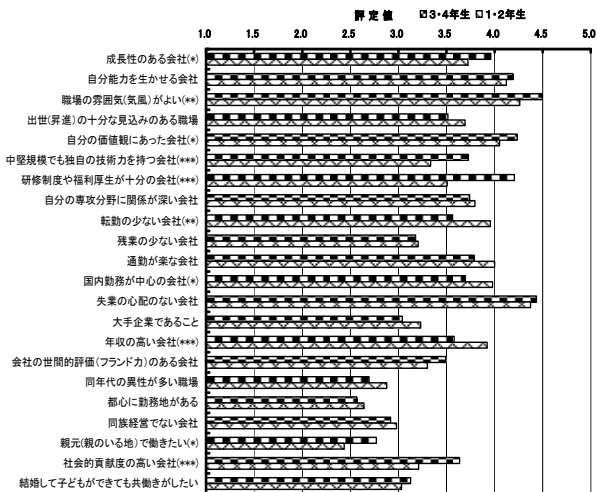 評定値 3・4年生 1・2年生
1.0 1.5 2.0 2.5 3.0 3.5 4.0 4.5 5.0
成長性のある会社(*)
自分能力を生かせる会社
職場の雰囲気(気風)がよい(**)
出世(昇進)の十分な見込みのある職場
自分の価値観にあった会社(*)
中堅規模でも独自の技術力を持つ会社(***)
研修制度や福利厚生が十分の会社(***)
自分の専攻分野に関係が深い会社
転勤の少ない会社(**)
残業の少ない会社
通勤が楽な会社
国内勤務が中心の会社(*)
失業の心配のない会社
大手企業であること
年収の高い会社(***)
会社の世間的評価(フランド力)のある会社
同年代の異性が多い職場
都心に勤務地がある
同族経営でない会社
親元(親のいる地)で働きたい(*)
社会的貢献度の高い会社(***)
結婚して子どもができても共働きがしたい